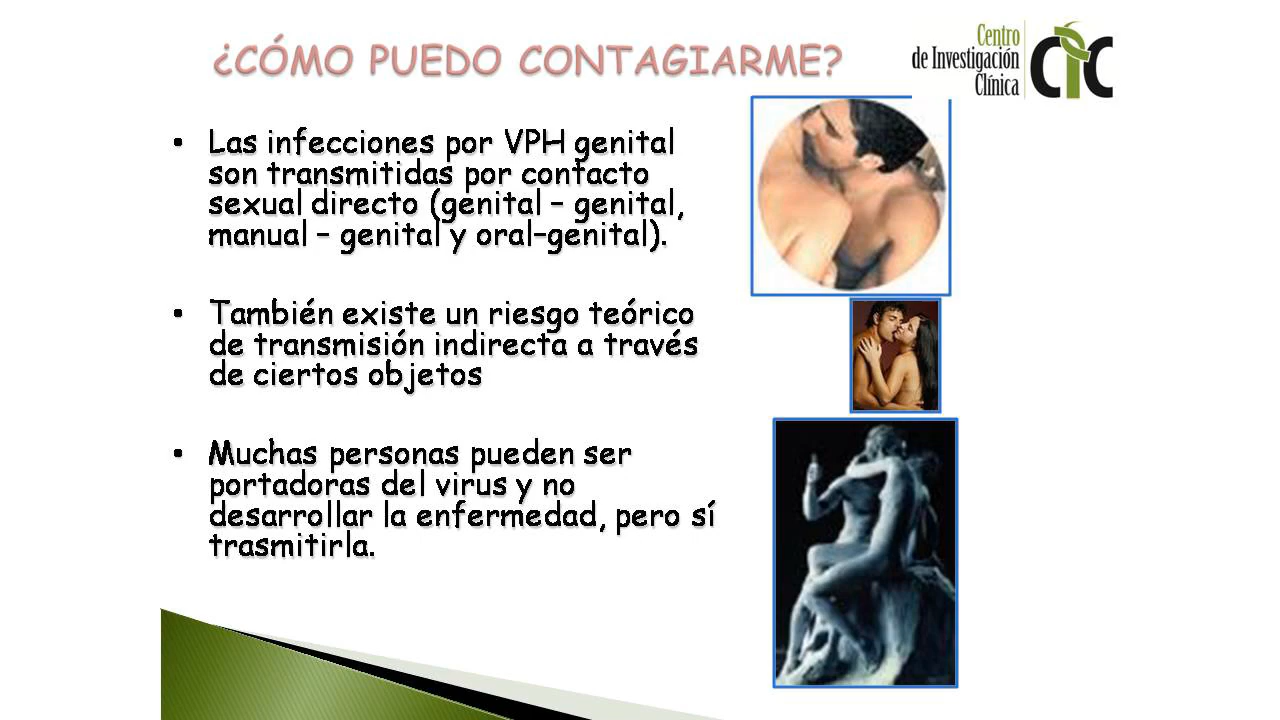 ¿CÓMO PUEDO CONTAGIARME?
Centro
de Investigación
Clínica
CIC
• Las infecciones por VPH genital
son transmitidas por contacto
sexual directo (genital – genital,
manual – genital y oral–genital).
• También existe un riesgo teórico
de transmisión indirecta a través
de ciertos objetos
• Muchas personas pueden ser
portadoras del virus y no
desarrollar la enfermedad, pero sí
trasmitirla.